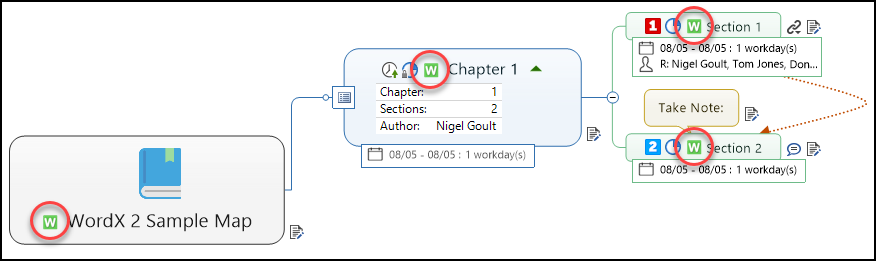 W WordX 2 Sample Map
W Chapter 1
Chapter: 1
Sections: 2
Author: Nigel Goult
08/05 - 08/05 : 1 workday(s)
1 W Section 1
08/05 - 08/05 : 1 workday(s)
R: Nigel Goult, Tom Jones, Don...
Take Note:
2 W Section 2
08/05 - 08/05 : 1 workday(s)